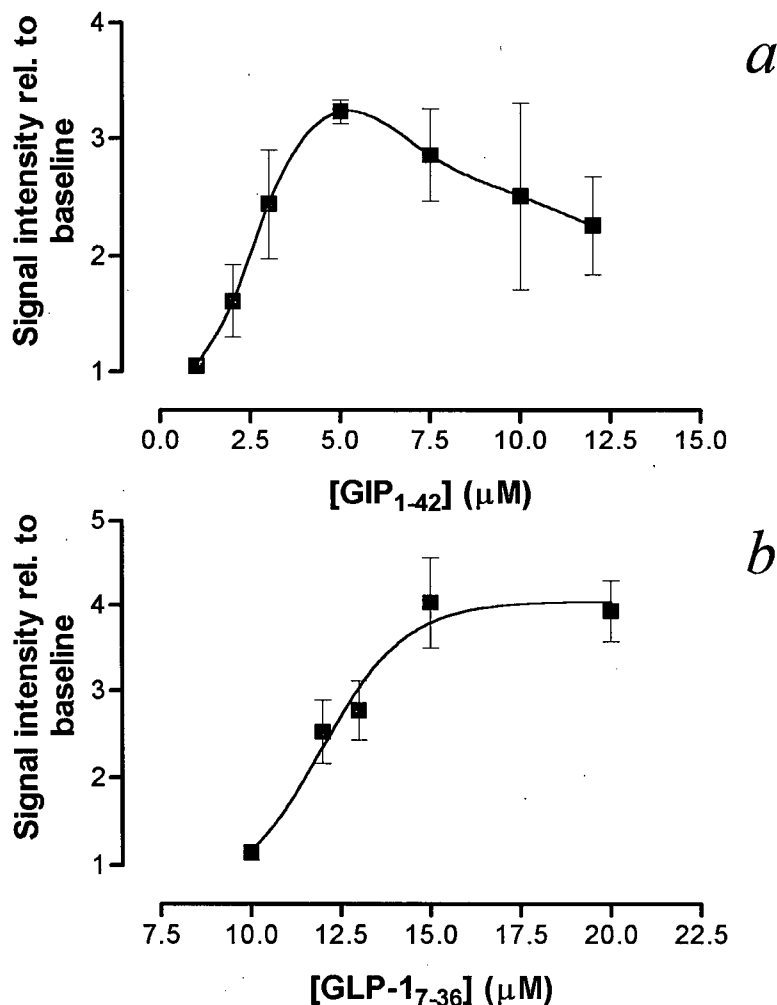 a
Signal intensity rel. to
baseline
4
3
2
1
0.0 2.5 5.0 7.5 10.0 12.5 15.0
[GIP₁₋₄₂] (μM)
b
Signal intensity rel. to
baseline
5
4
3
2
1
7.5 10.0 12.5 15.0 17.5 20.0 22.5
[GLP-1₇₋₃₆] (μM)